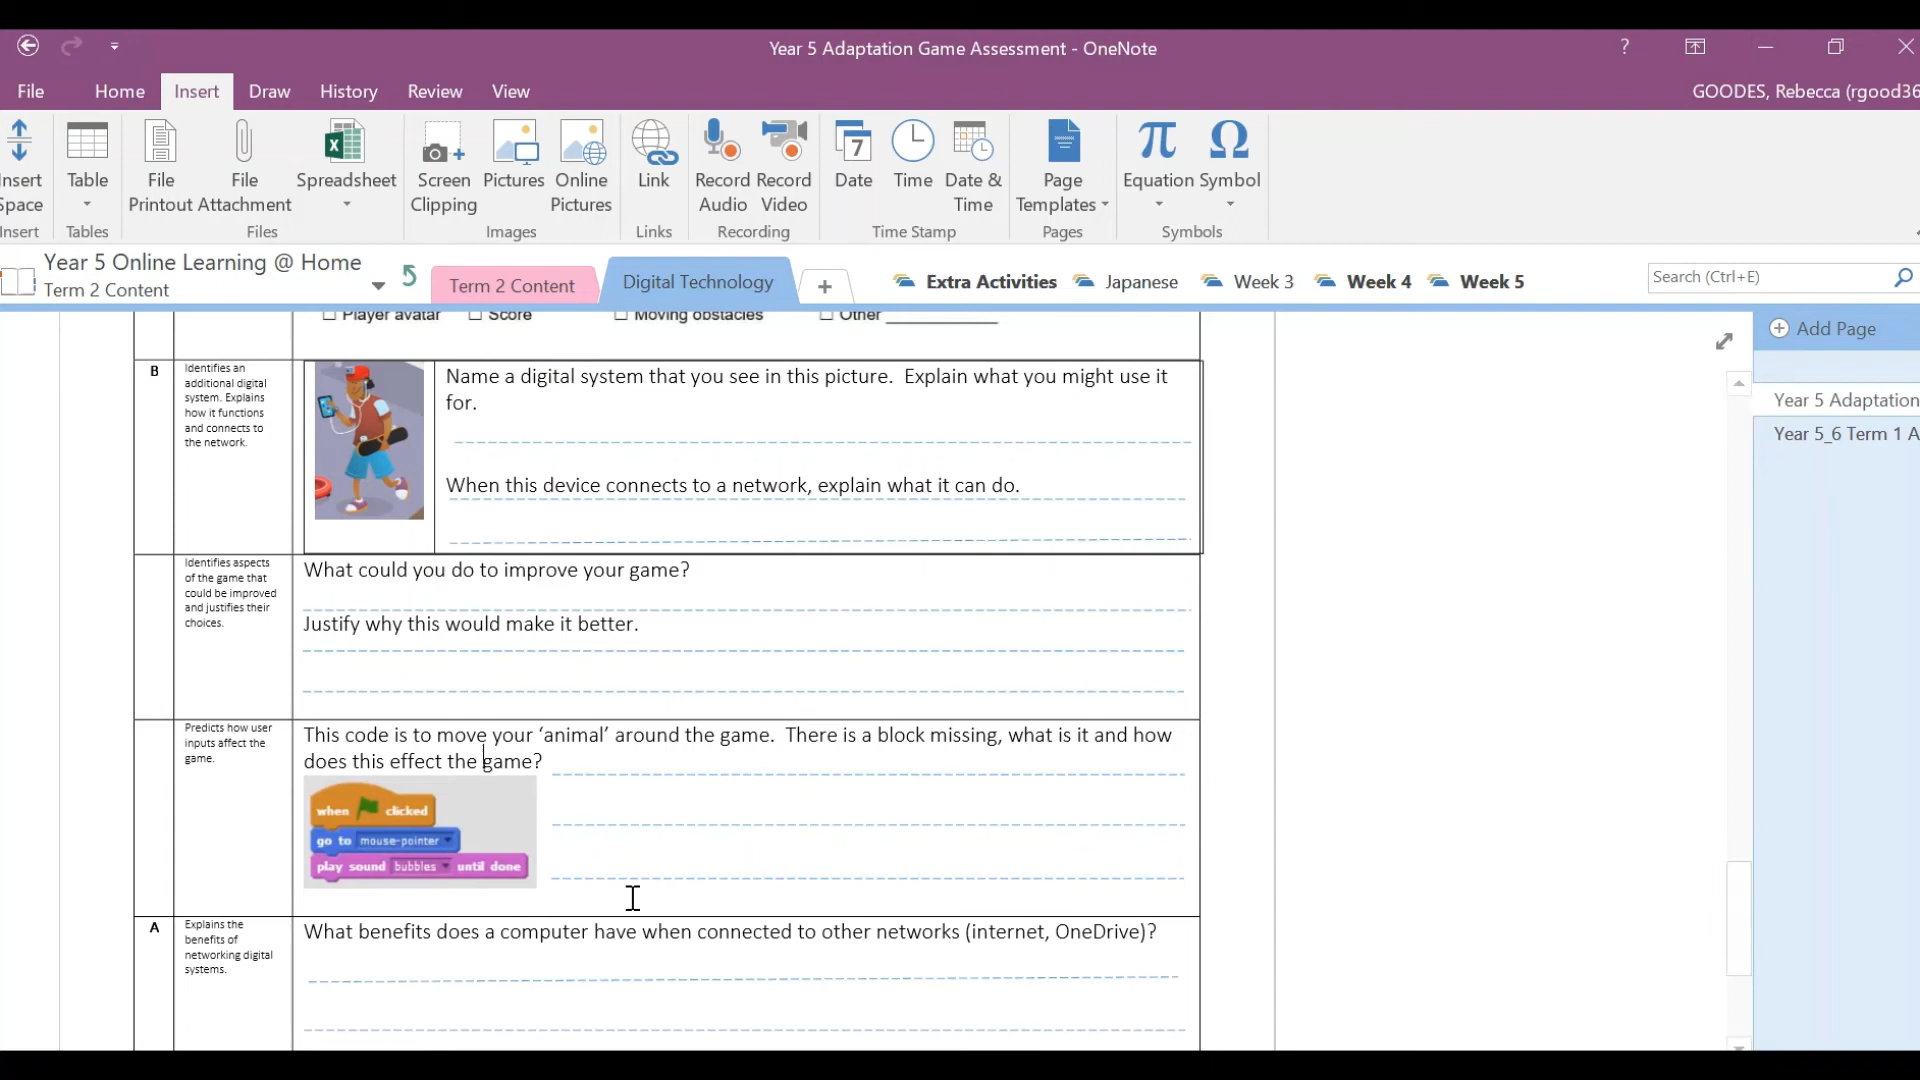 Year 5 Adaptation Game Assessment - OneNote
?
File Home Insert Draw History Review View
GOODES, Rebecca (rgood36
Insert Space
Table
File Printout
File Attachment
Spreadsheet
Screen Clipping
Pictures
Online Pictures
Link
Record Audio
Record Video
7
Date
Time
Date & Time
Page Templates
π
Equation
Ω
Symbol
Insert Tables Files Images Links Recording Time Stamp Pages Symbols
Year 5 Online Learning @ Home
Term 2 Content
Term 2 Content
Digital Technology
+
Extra Activities
Japanese
Week 3
Week 4
Week 5
Search (Ctrl+E)
Add Page
Year 5 Adaptation
Year 5_6 Term 1 A
Player avatar Score Moving obstacles Other ____________
B
Identifies an
additional digital
system. Explains
how it functions
and connects to
the network.
Name a digital system that you see in this picture. Explain what you might use it
for.
When this device connects to a network, explain what it can do.
Identifies aspects
of the game that
could be improved
and justifies their
choices.
What could you do to improve your game?
Justify why this would make it better.
Predicts how user
inputs affect the
game.
This code is to move your ‘animal’ around the game. There is a block missing, what is it and how
does this effect the game?
when clicked
go to mouse-pointer
play sound bubbles until done
A
Explains the
benefits of
networking digital
systems.
What benefits does a computer have when connected to other networks (internet, OneDrive)?